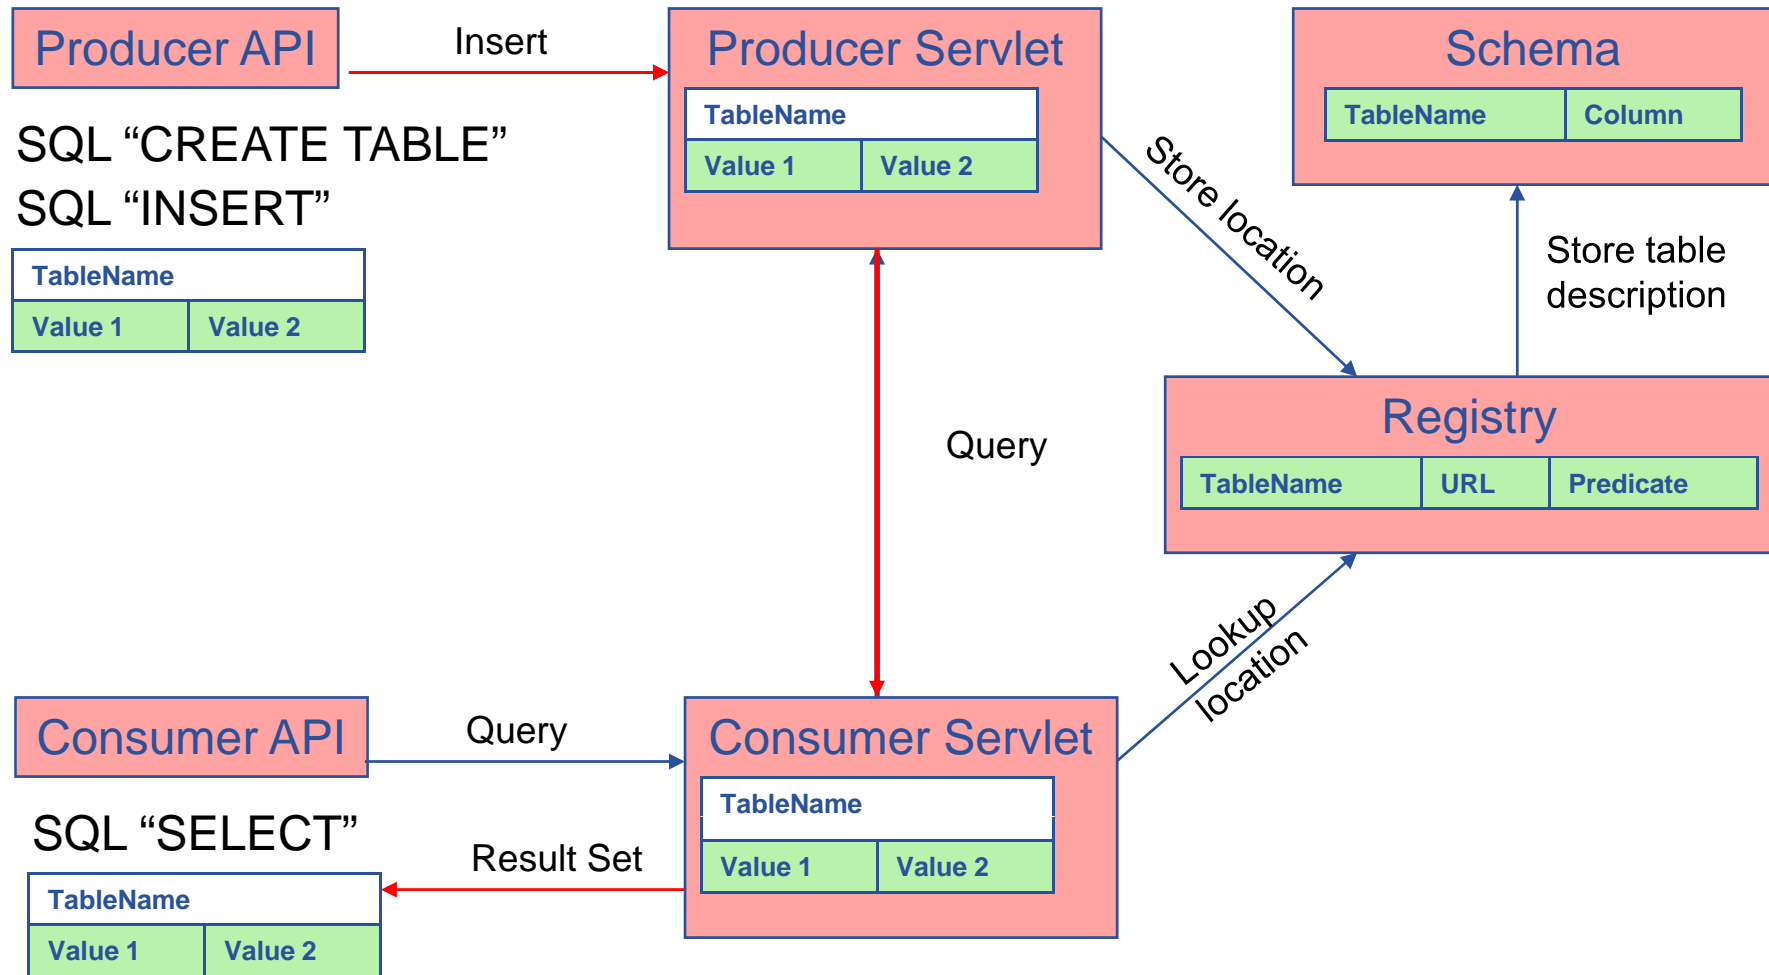 Producer API
Insert
Producer Servlet
TableName
Value 1 Value 2
Schema
TableName Column
SQL “CREATE TABLE”
SQL “INSERT”
TableName
Value 1 Value 2
Store location
Store table
description
Registry
TableName URL Predicate
Query
Lookup
location
Consumer API
Query
Consumer Servlet
TableName
Value 1 Value 2
SQL “SELECT”
Result Set
TableName
Value 1 Value 2